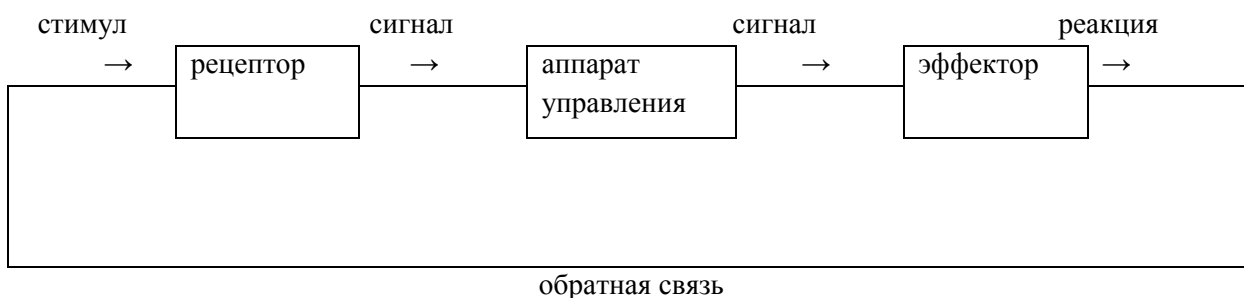 стимул сигнал сигнал реакция
→ рецептор → аппарат управления → эффектор →
обратная связь